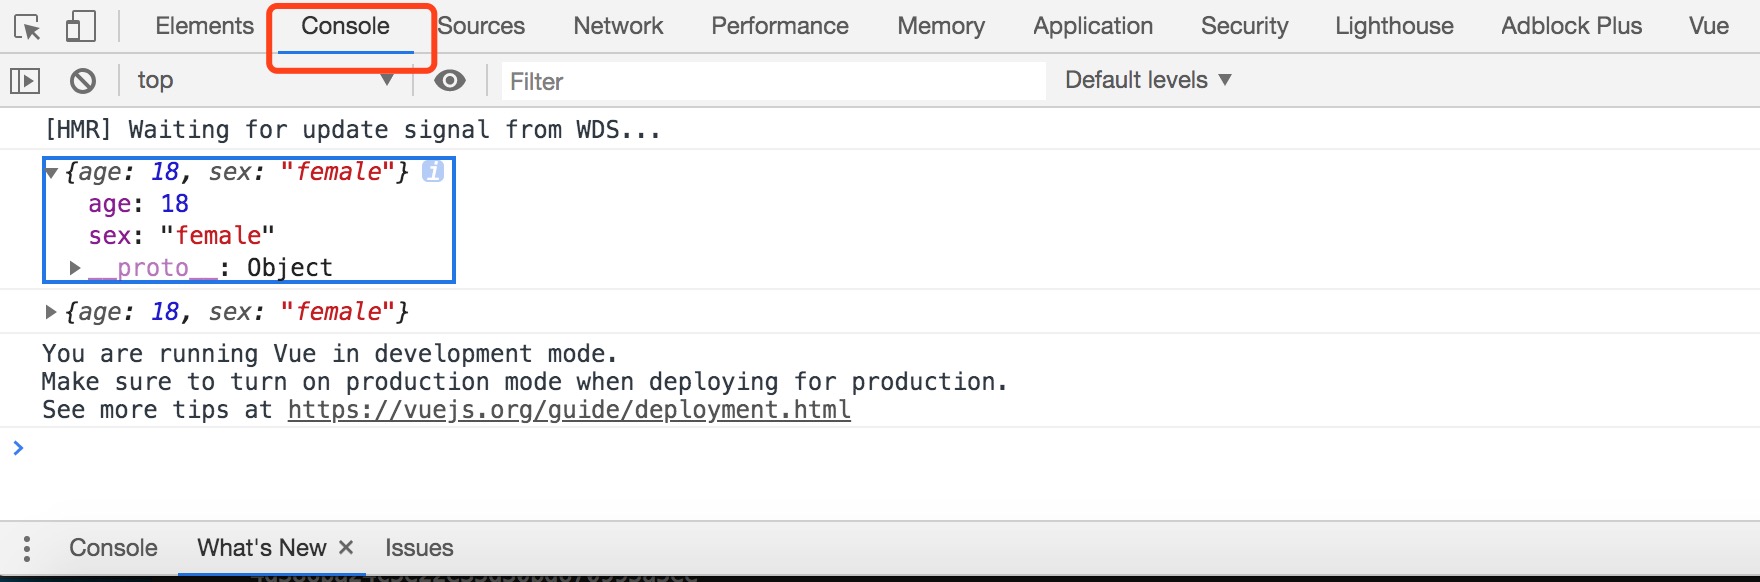 Elements Console Sources Network Performance Memory Application Security Lighthouse Adblock Plus Vue
top Filter Default levels
[HMR] Waiting for update signal from WDS...
{age: 18, sex: "female"} i
age: 18
sex: "female"
__proto__: Object
{age: 18, sex: "female"}
You are running Vue in development mode.
Make sure to turn on production mode when deploying for production.
See more tips at https://vuejs.org/guide/deployment.html
Console What's New × Issues